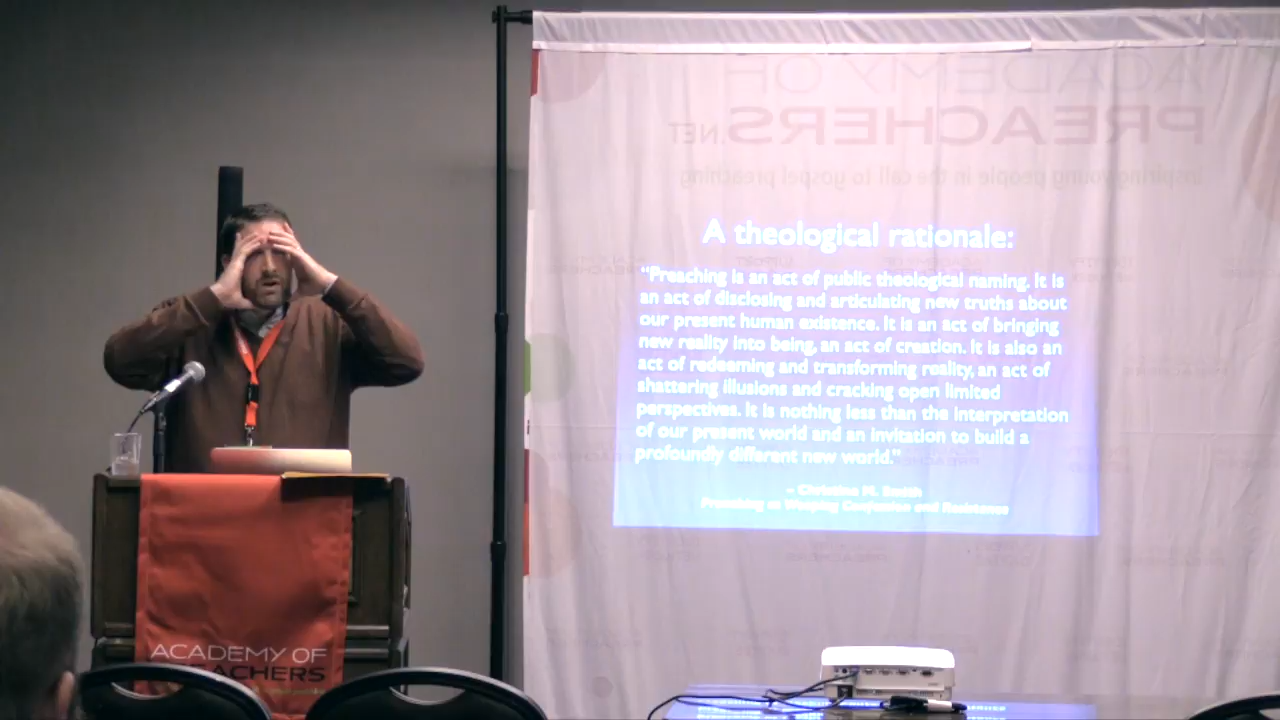 ACADEMY OF
PREACHERS.NET
inspiring young people in the call to gospel preaching
A theological rationale:
"Preaching is an act of public theological naming. It is
an act of disclosing and articulating new truths about
our present human existence. It is an act of bringing
new reality into being, an act of creation. It is also an
act of redeeming and transforming reality, an act of
shattering illusions and cracking open limited
perspectives. It is nothing less than the interpretation
of our present world and an invitation to build a
profoundly different new world."
– Christine M. Smith
Preaching as Weeping Confession and Resistance
ACADEMY OF
PREACHERS